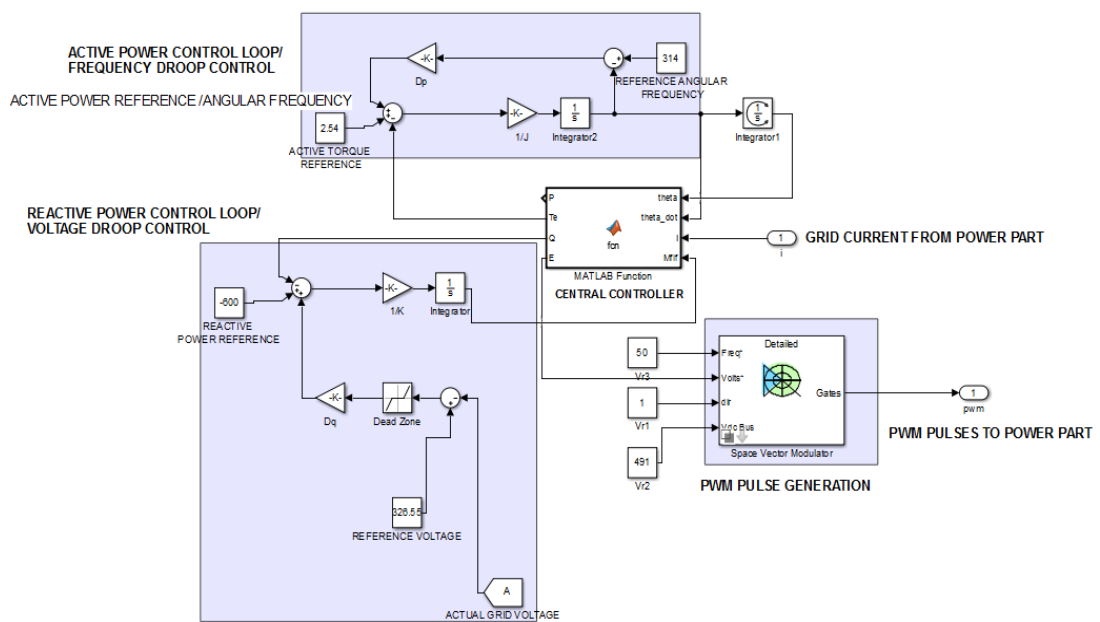 ACTIVE POWER CONTROL LOOP/
FREQUENCY DROOP CONTROL
ACTIVE POWER REFERENCE /ANGULAR FREQUENCY
-K-
Dp
314
REFERENCE ANGULAR
FREQUENCY
2.54
ACTIVE TORQUE
REFERENCE
-K-
1/J
1
s
Integrator2
1
s
Integrator1
REACTIVE POWER CONTROL LOOP/
VOLTAGE DROOP CONTROL
P
Te
Q
E
fcn
theta
theta_dot
i
Mfif
MATLAB Function
CENTRAL CONTROLLER
1
i
GRID CURRENT FROM POWER PART
-600
REACTIVE
POWER REFERENCE
-K-
1/K
1
s
Integrator
-K-
Dq
Dead Zone
326.55
REFERENCE VOLTAGE
A
ACTUAL GRID VOLTAGE
50
Vr3
1
Vr1
491
Vr2
Detailed
Freq*
Volts*
dir
Vdc Bus
Gates
Space Vector Modulator
PWM PULSE GENERATION
1
pwm
PWM PULSES TO POWER PART